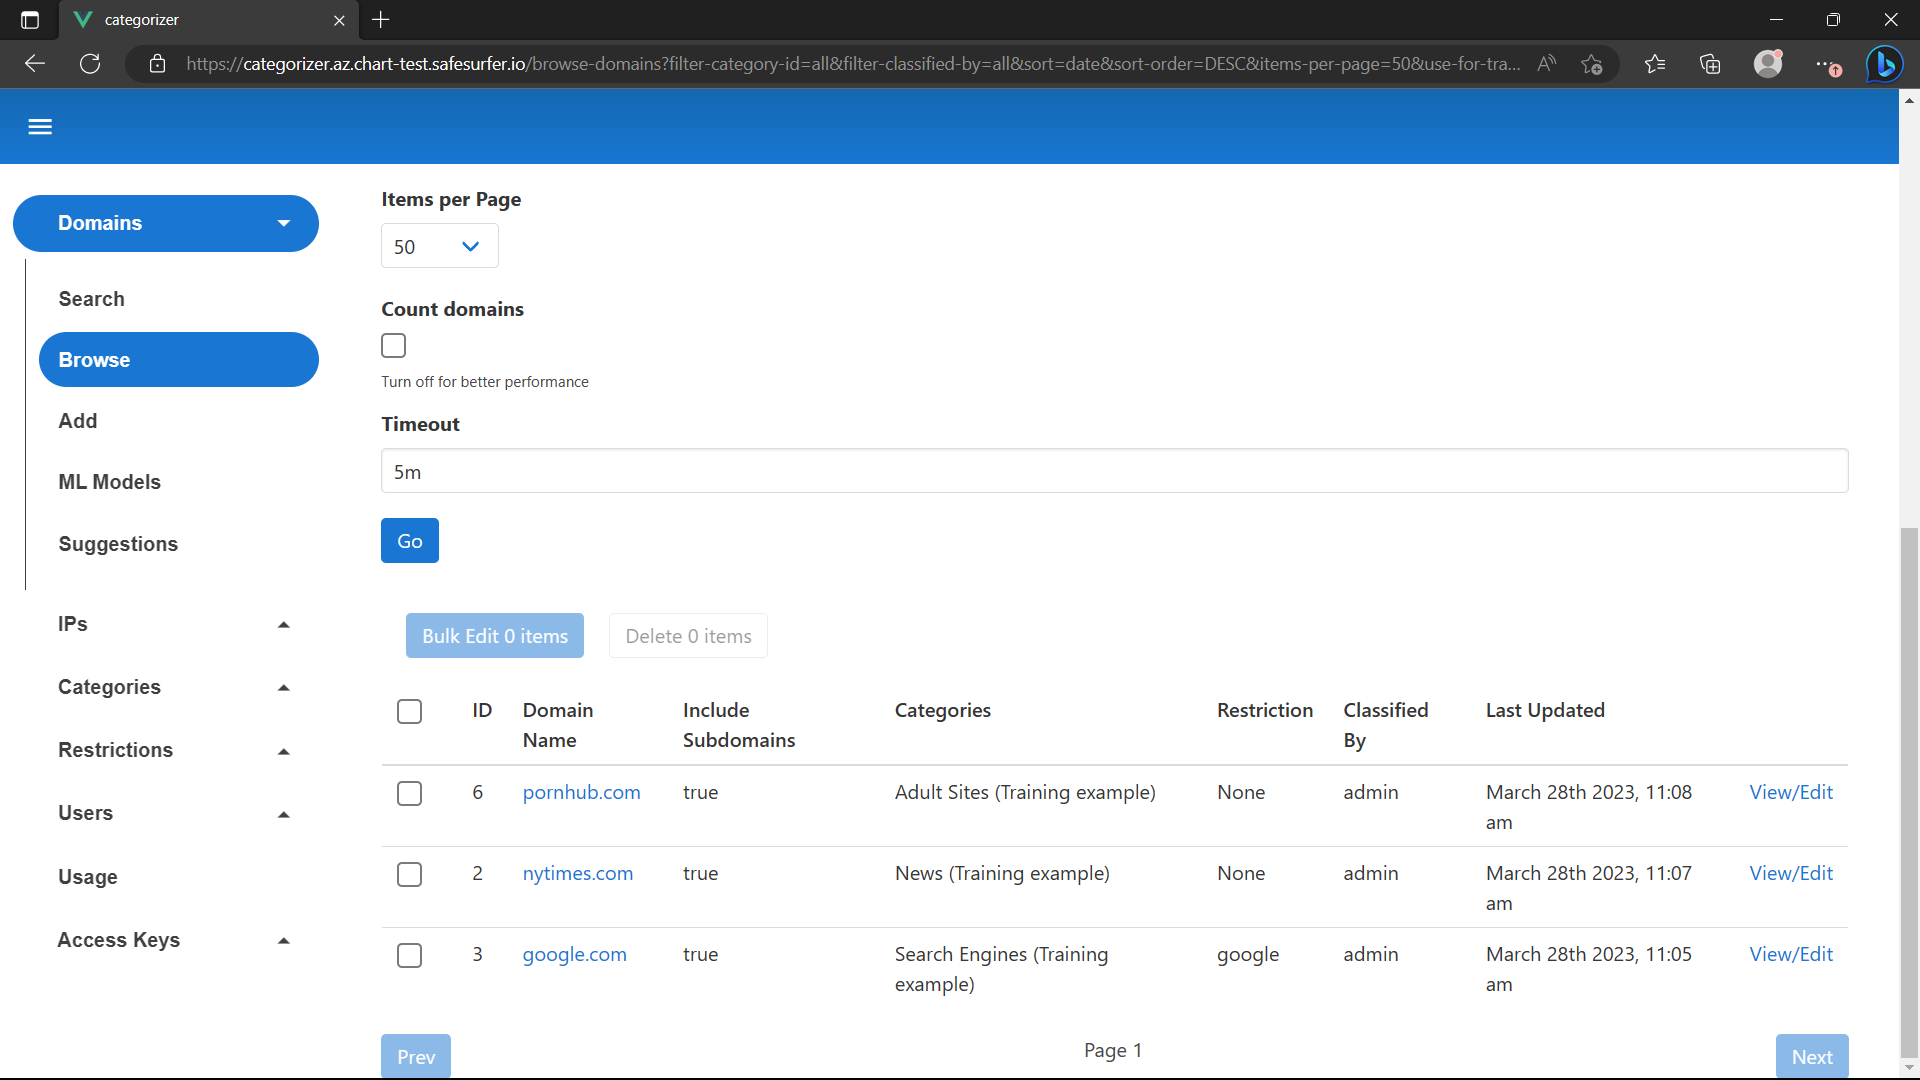 categorizer
https://categorizer.az.chart-test.safesurfer.io/browse-domains?filter-category-id=all&filter-classified-by=all&sort=date&sort-order=DESC&items-per-page=50&use-for-tra...
Domains
Search
Browse
Add
ML Models
Suggestions
IPs
Categories
Restrictions
Users
Usage
Access Keys
Items per Page
50
Count domains
Turn off for better performance
Timeout
5m
Go
Bulk Edit 0 items Delete 0 items
ID Domain Name Include Subdomains Categories Restriction Classified By Last Updated
6 pornhub.com true Adult Sites (Training example) None admin March 28th 2023, 11:08 am View/Edit
2 nytimes.com true News (Training example) None admin March 28th 2023, 11:07 am View/Edit
3 google.com true Search Engines (Training example) google admin March 28th 2023, 11:05 am View/Edit
Prev Page 1 Next